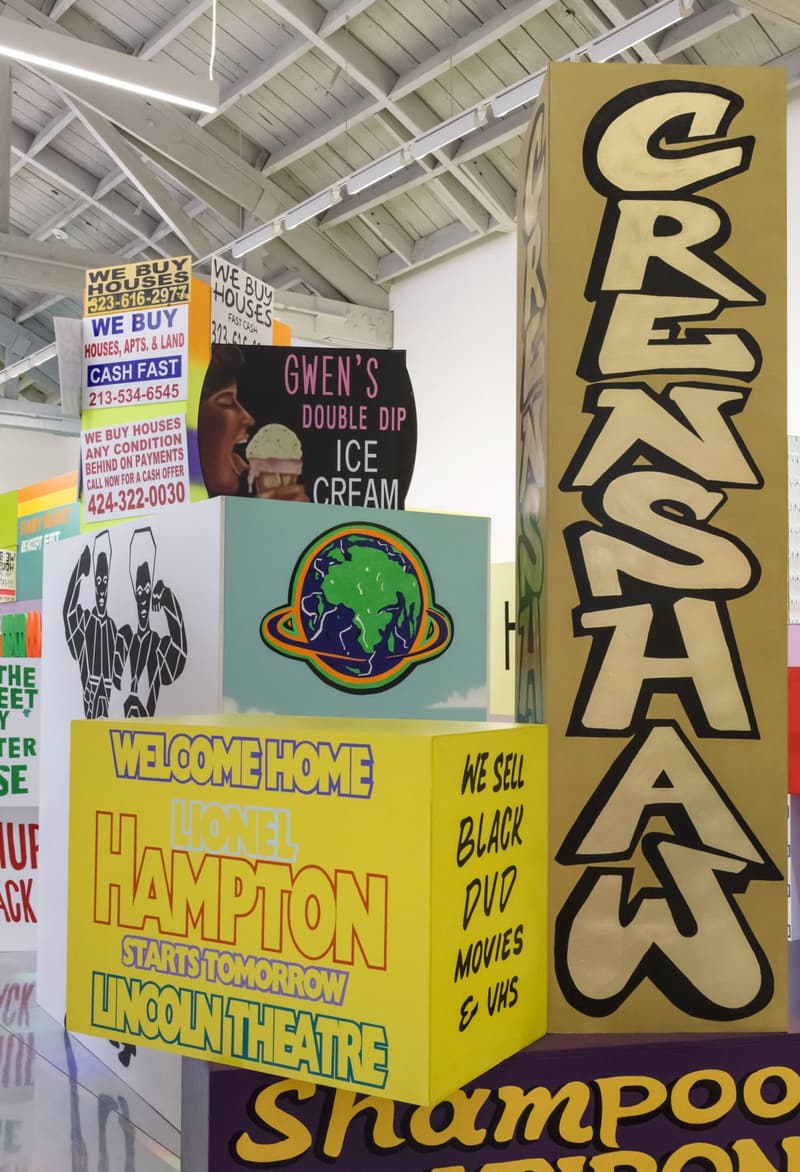 WE BUY
HOUSES
323-616-2977
WE BUY
HOUSES, APTS. & LAND
CASH FAST
213-534-6545
WE BUY HOUSES
ANY CONDITION
BEHIND ON PAYMENTS
CALL NOW FOR A CASH OFFER
424-322-0030
WE BUY
HOUSES
FAST CASH
GWEN'S
DOUBLE DIP
ICE
CREAM
CRENSHAW
WELCOME HOME
LIONEL
HAMPTON
STARTS TOMORROW
LINCOLN THEATRE
WE SELL
BLACK
DVD
MOVIES
& VHS
Shampoo
THE